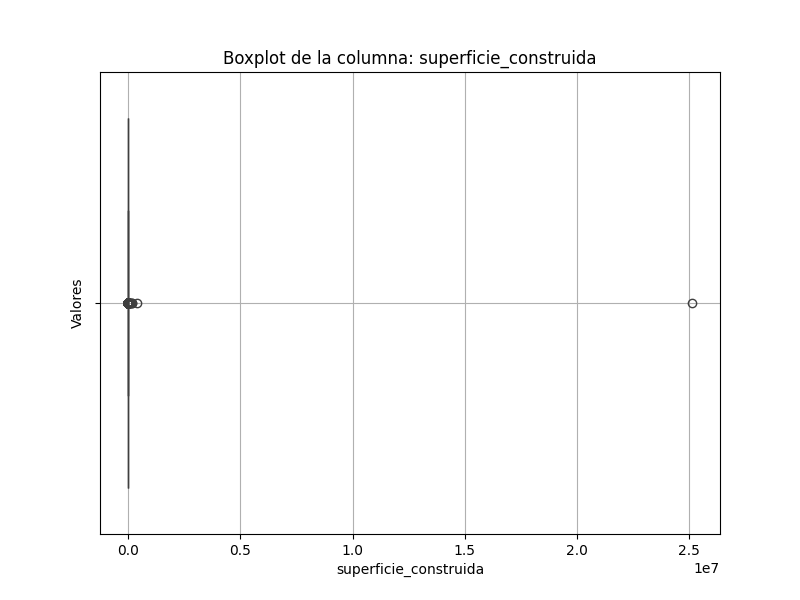 Boxplot de la columna: superficie_construida
Valores
0.0 0.5 1.0 1.5 2.0 2.5
1e7
superficie_construida